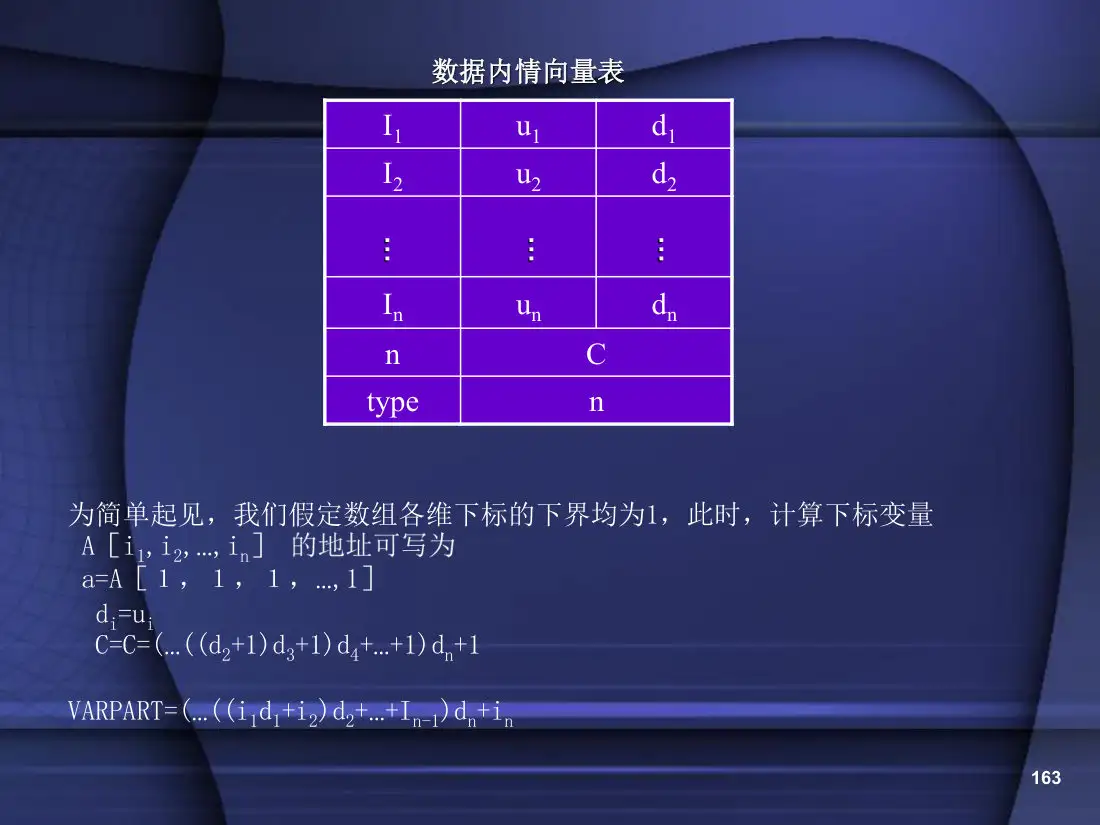 数据内情向量表
I₁ u₁ d₁
I₂ u₂ d₂
⋮ ⋮ ⋮
Iₙ uₙ dₙ
n C
type n
为简单起见，我们假定数组各维下标的下界均为1，此时，计算下标变量
A［i₁,i₂,…,iₙ］ 的地址可写为
a=A［１，１，１，…,1］
dᵢ=uᵢ
C=C=(…((d₂+1)d₃+1)d₄+…+1)dₙ+1
VARPART=(…((i₁d₁+i₂)d₂+…+Iₙ₋₁)dₙ+iₙ
163